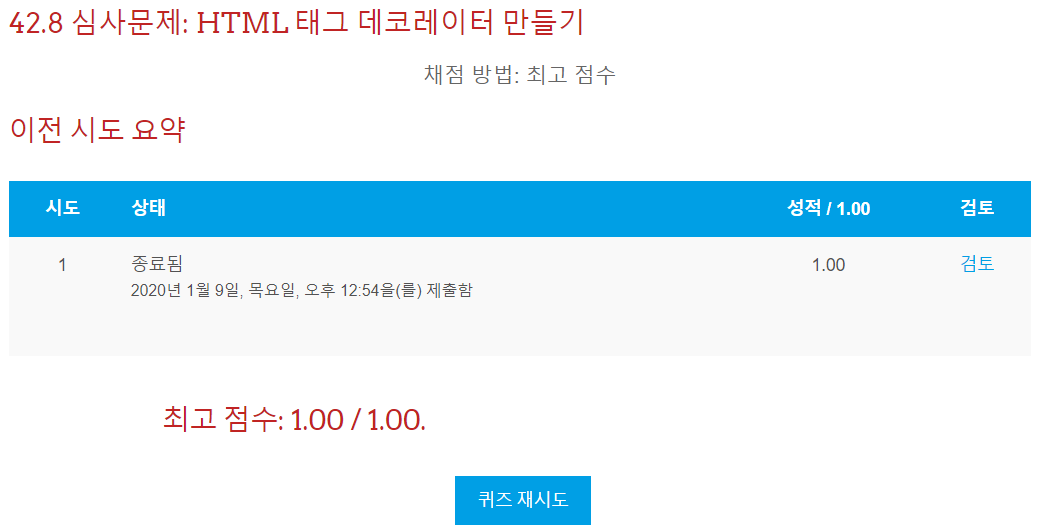 42.8 심사문제: HTML 태그 데코레이터 만들기
채점 방법: 최고 점수
이전 시도 요약
시도 상태 성적 / 1.00 검토
1 종료됨 1.00 검토
2020년 1월 9일, 목요일, 오후 12:54을(를) 제출함
최고 점수: 1.00 / 1.00.
퀴즈 재시도